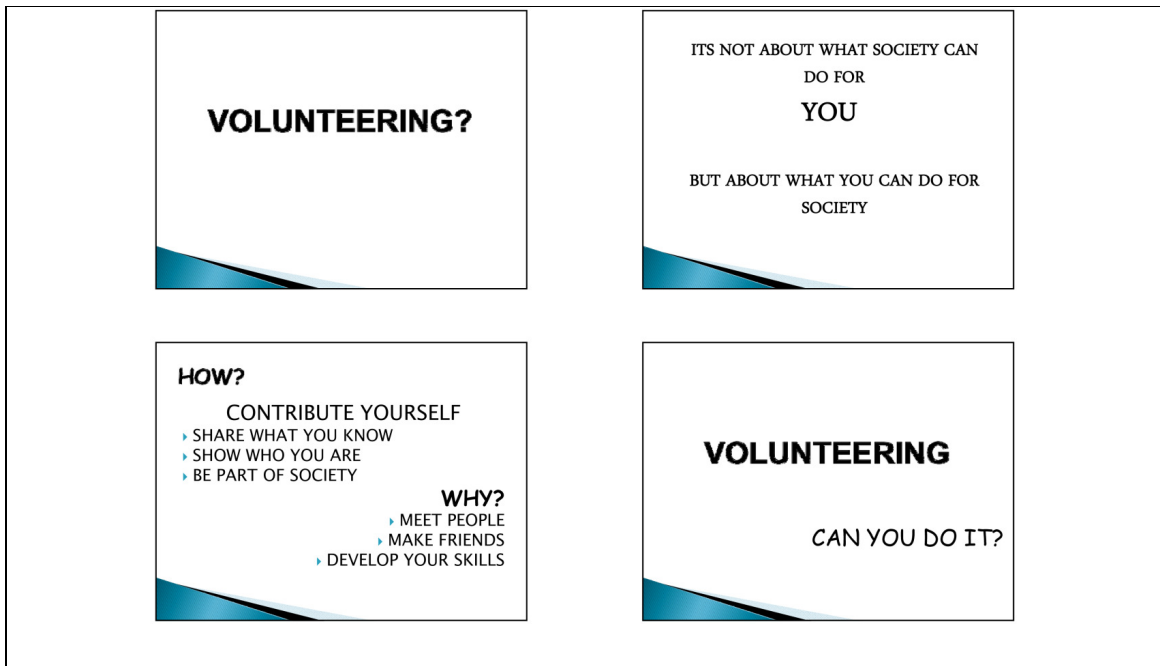 VOLUNTEERING?
ITS NOT ABOUT WHAT SOCIETY CAN
DO FOR
YOU
BUT ABOUT WHAT YOU CAN DO FOR
SOCIETY
HOW?
CONTRIBUTE YOURSELF
SHARE WHAT YOU KNOW
SHOW WHO YOU ARE
BE PART OF SOCIETY
WHY?
MEET PEOPLE
MAKE FRIENDS
DEVELOP YOUR SKILLS
VOLUNTEERING
CAN YOU DO IT?